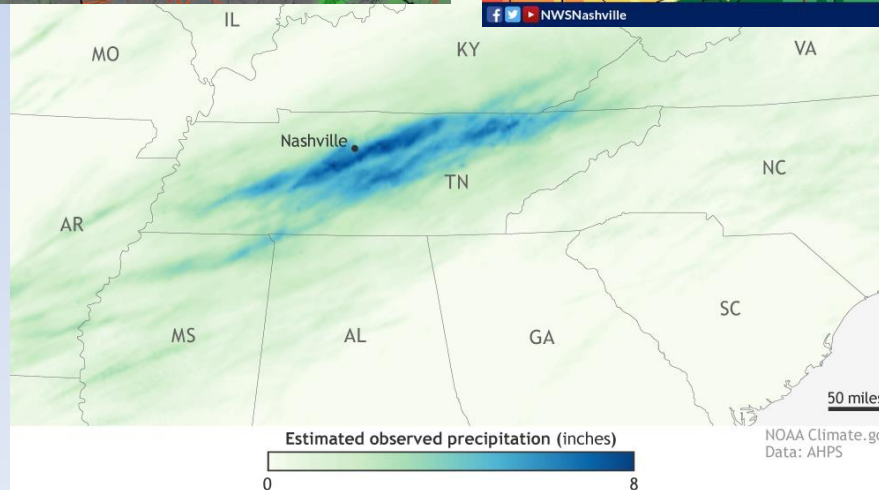 NWSNashville
IL
MO
KY
VA
Nashville
TN
NC
AR
SC
MS
AL
GA
50 miles
Estimated observed precipitation (inches)
0
8
NOAA Climate.go
Data: AHPS